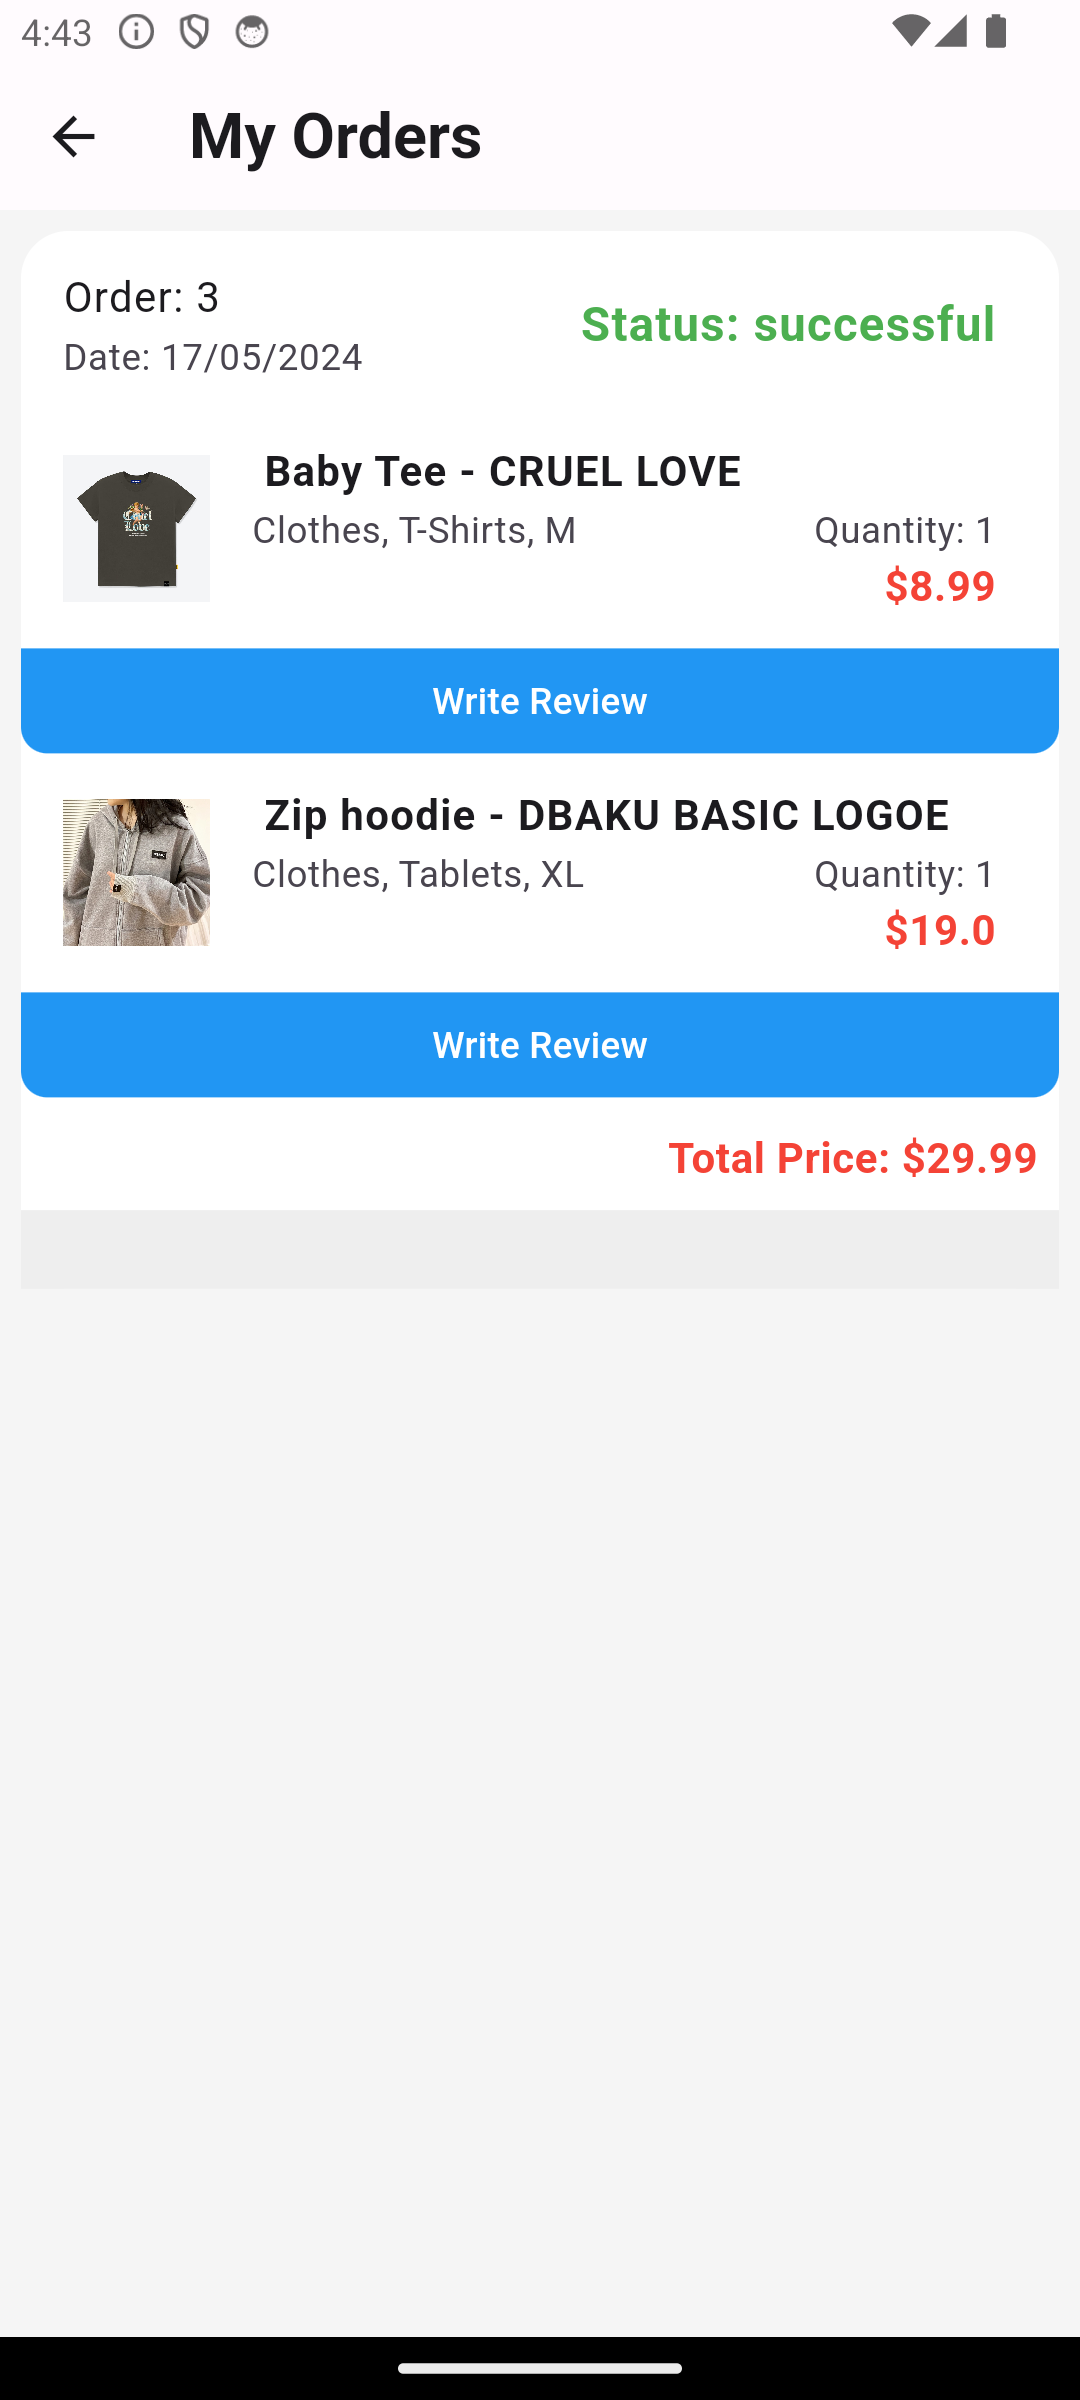 4:43
My Orders
Order: 3
Status: successful
Date: 17/05/2024
Baby Tee - CRUEL LOVE
Clothes, T-Shirts, M
Quantity: 1
$8.99
Cruel
Love
Write Review
Zip hoodie - DBAKU BASIC LOGOE
Clothes, Tablets, XL
Quantity: 1
$19.0
Write Review
Total Price: $29.99